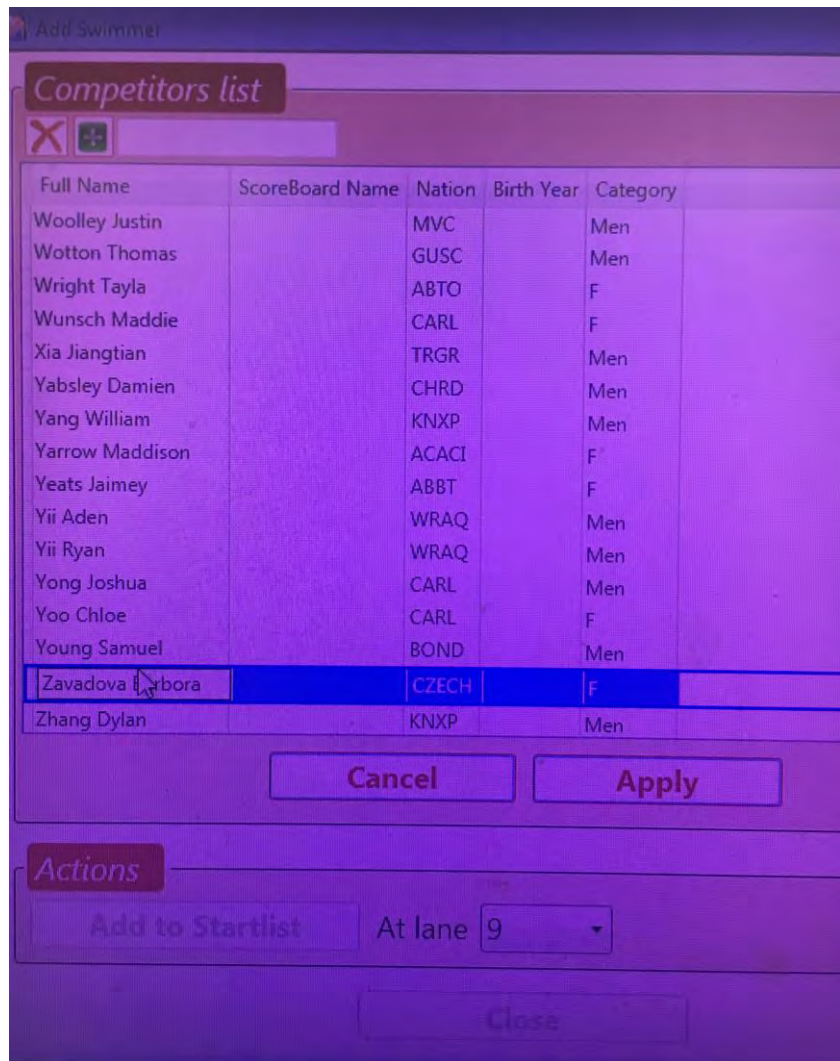 Add Swimmer
Competitors list
Full Name ScoreBoard Name Nation Birth Year Category
Woolley Justin MVC Men
Wotton Thomas GUSC Men
Wright Tayla ABTO F
Wunsch Maddie CARL F
Xia Jiangtian TRGR Men
Yabsley Damien CHRD Men
Yang William KNXP Men
Yarrow Maddison ACACI F
Yeats Jaimey ABBT F
Yii Aden WRAQ Men
Yii Ryan WRAQ Men
Yong Joshua CARL Men
Yoo Chloe CARL F
Young Samuel BOND Men
Zavadova CZECH F
Zhang Dylan KNXP Men
Cancel Apply
Actions
Add to Startlist At lane 9
Close